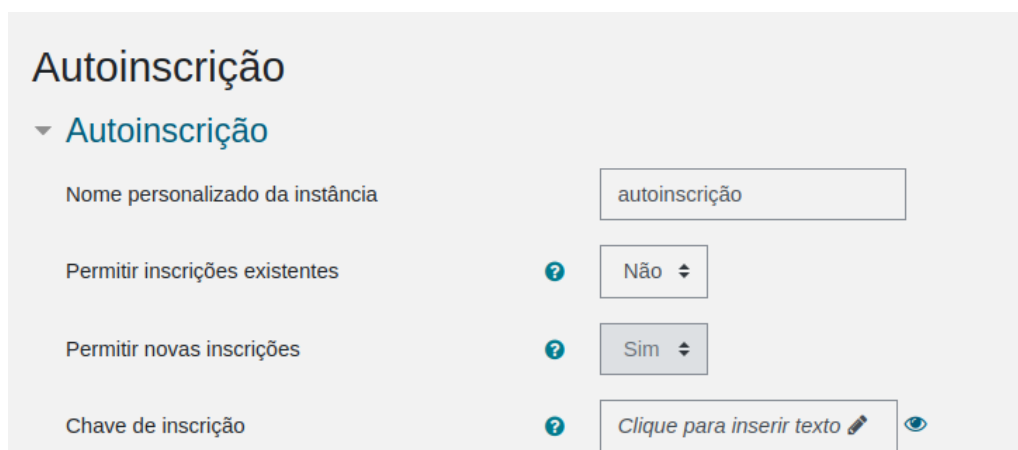 Autoinscrição
Autoinscrição
Nome personalizado da instância
autoinscrição
Permitir inscrições existentes
Não
Permitir novas inscrições
Sim
Chave de inscrição
Clique para inserir texto